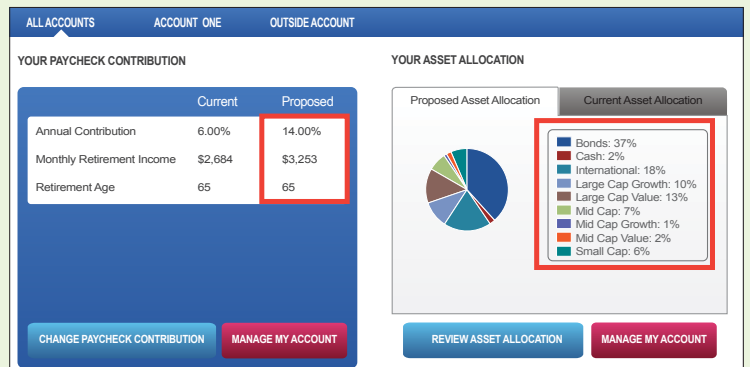 ALL ACCOUNTS ACCOUNT ONE OUTSIDE ACCOUNT
YOUR PAYCHECK CONTRIBUTION
Current Proposed
Annual Contribution 6.00% 14.00%
Monthly Retirement Income $2,684 $3,253
Retirement Age 65 65
CHANGE PAYCHECK CONTRIBUTION MANAGE MY ACCOUNT
YOUR ASSET ALLOCATION
Proposed Asset Allocation Current Asset Allocation
Bonds: 37%
Cash: 2%
International: 18%
Large Cap Growth: 10%
Large Cap Value: 13%
Mid Cap: 7%
Mid Cap Growth: 1%
Mid Cap Value: 2%
Small Cap: 6%
REVIEW ASSET ALLOCATION MANAGE MY ACCOUNT